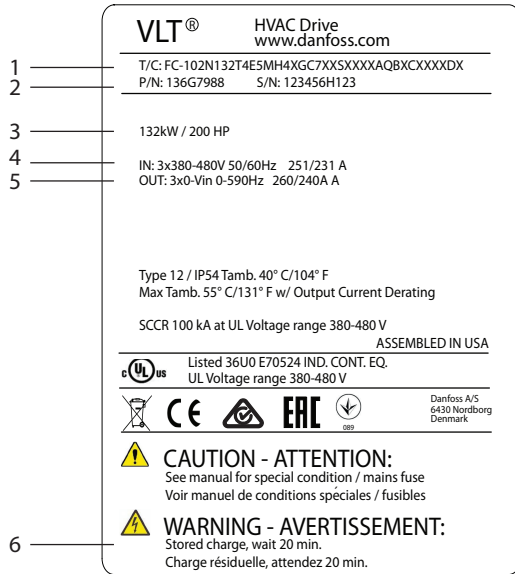 VLT® HVAC Drive
www.danfoss.com
1 T/C: FC-102N132T4E5MH4XGC7XXSXXXXAQBXCXXXXDX
2 P/N: 136G7988 S/N: 123456H123
3 132kW / 200 HP
4 IN: 3x380-480V 50/60Hz 251/231 A
5 OUT: 3x0-Vin 0-590Hz 260/240A A
Type 12 / IP54 Tamb. 40° C/104° F
Max Tamb. 55° C/131° F w/ Output Current Derating
SCCR 100 kA at UL Voltage range 380-480 V
ASSEMBLED IN USA
c UL us Listed 36U0 E70524 IND. CONT. EQ.
UL Voltage range 380-480 V
CE EAC 089
Danfoss A/S
6430 Nordborg
Denmark
CAUTION - ATTENTION:
See manual for special condition / mains fuse
Voir manuel de conditions spéciales / fusibles
WARNING - AVERTISSEMENT:
6 Stored charge, wait 20 min.
Charge résiduelle, attendez 20 min.